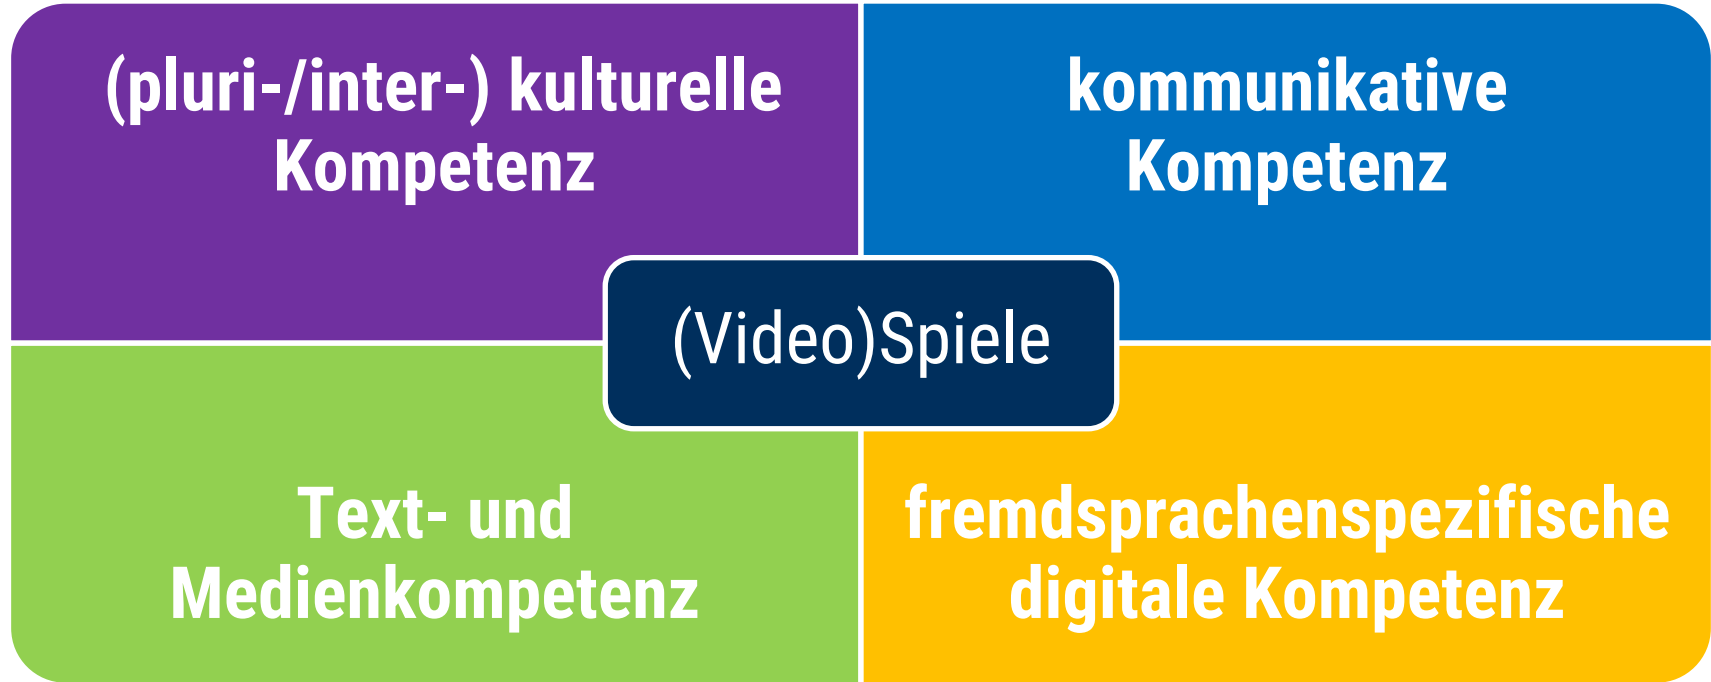 (pluri-/inter-) kulturelle
Kompetenz
kommunikative
Kompetenz
(Video)Spiele
Text- und
Medienkompetenz
fremdsprachenspezifische
digitale Kompetenz